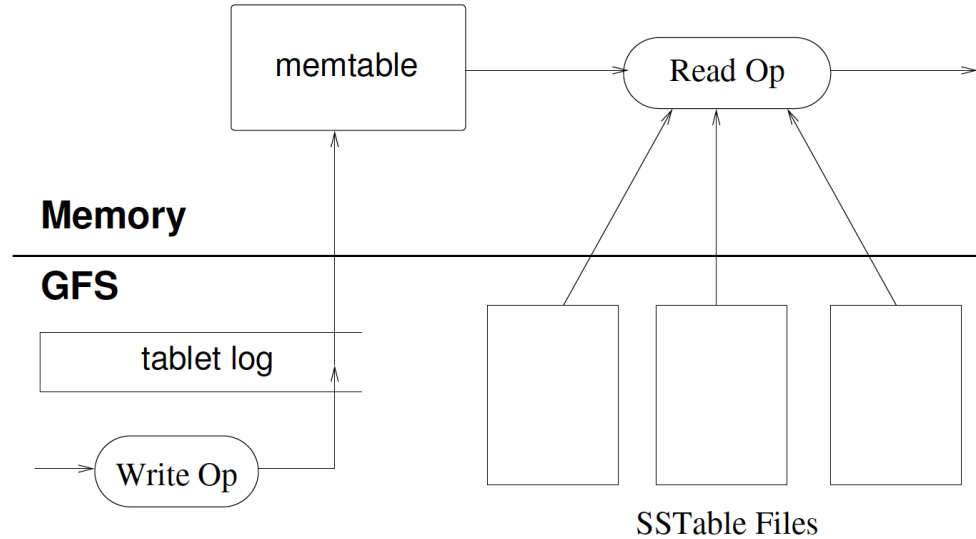 memtable
Read Op
Memory
GFS
tablet log
Write Op
SSTable Files